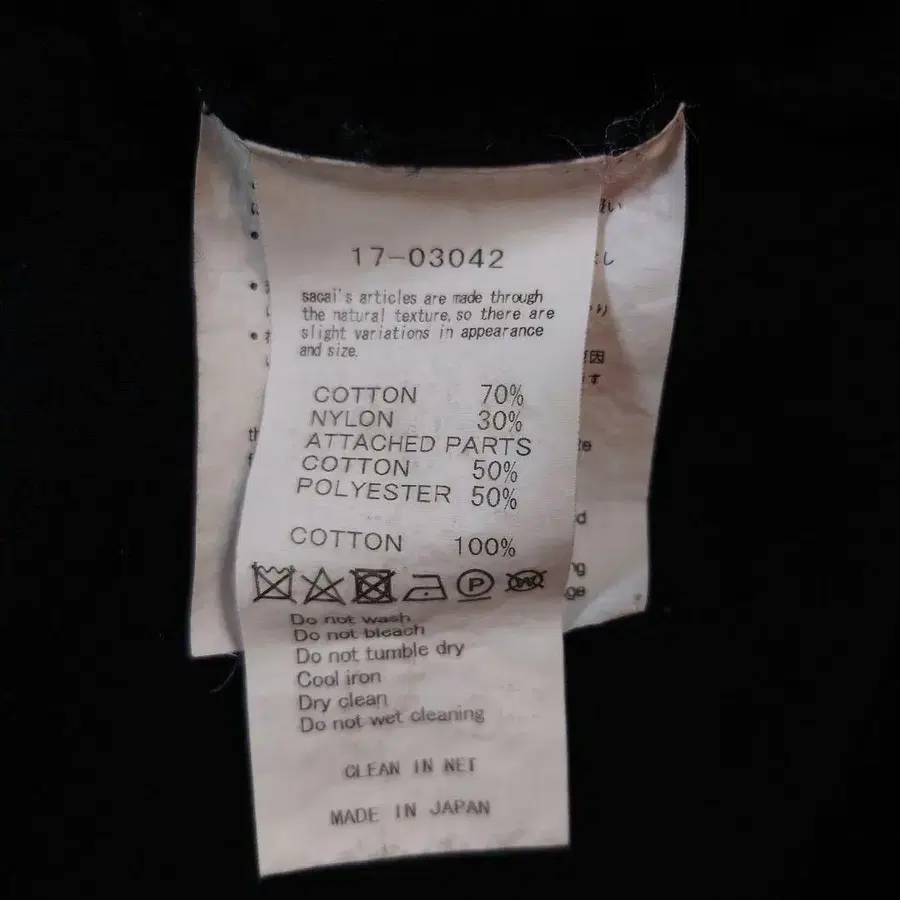 17-03042
sacai's articles are made through
the natural texture, so there are
slight variations in appearance
and size.
COTTON 70%
NYLON 30%
ATTACHED PARTS
COTTON 50%
POLYESTER 50%
COTTON 100%
P W
Do not wash
Do not bleach
Do not tumble dry
Cool iron
Dry clean
Do not wet cleaning
CLEAN IN NET
MADE IN JAPAN